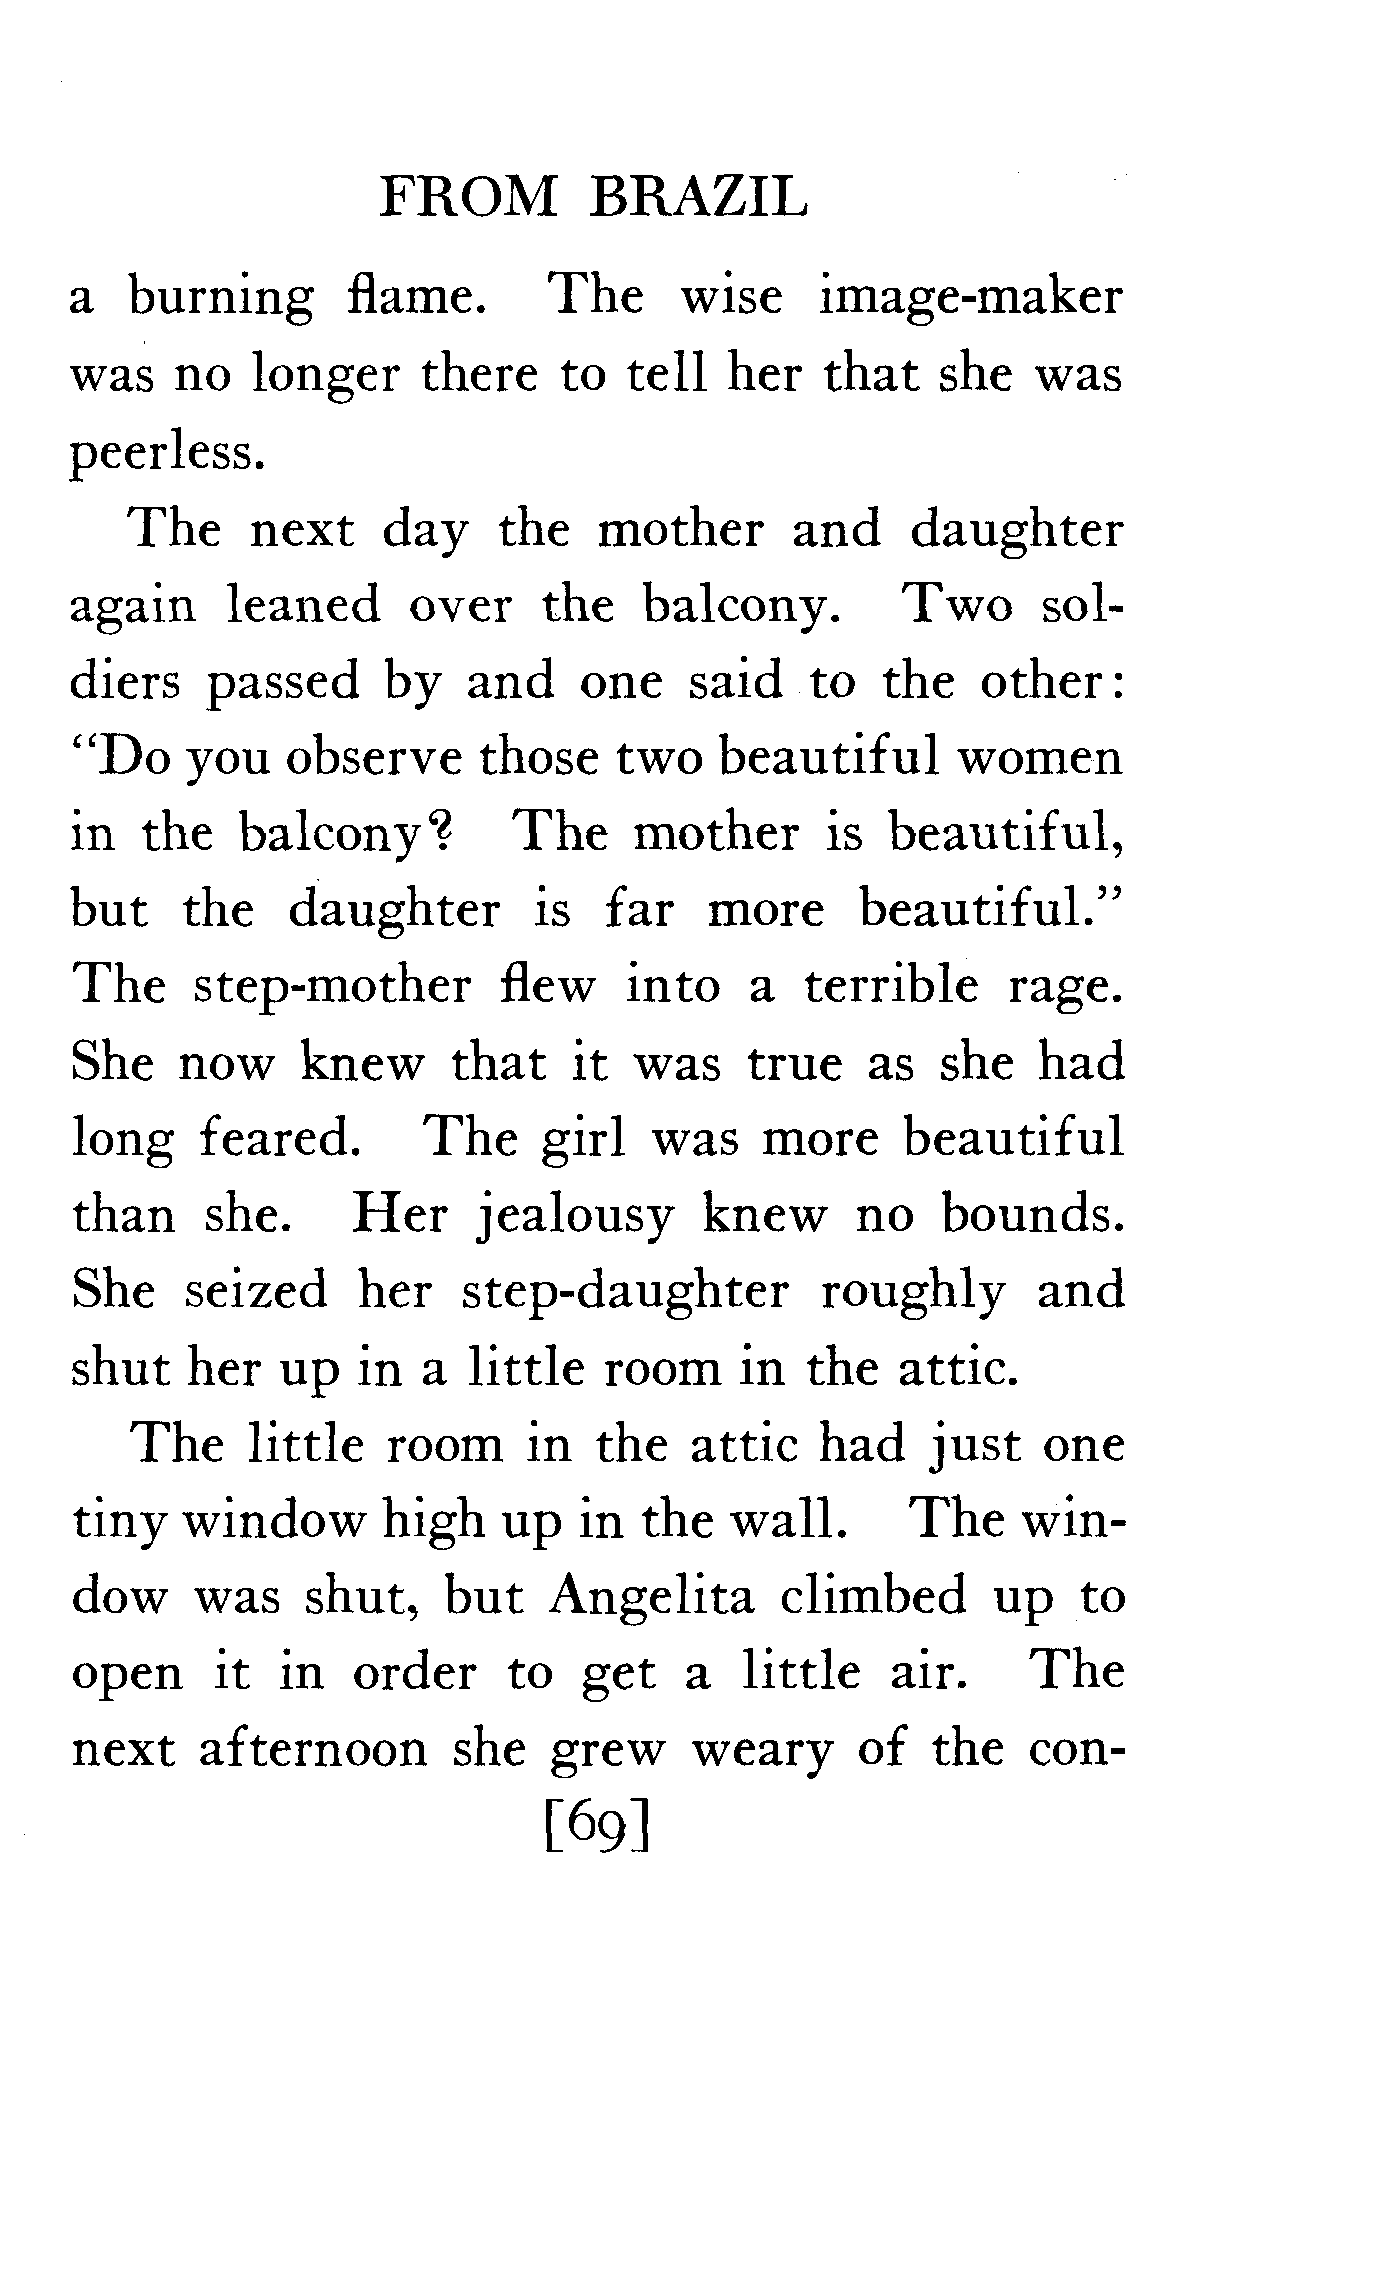 FROM BRAZIL
a burning flame. The wise image-maker
was no longer there to tell her that she was
peerless.
The next day the mother and daughter
again leaned over the balcony. Two sol-
diers passed by and one said to the other:
“Do you observe those two beautiful women
in the balcony? The mother is beautiful,
but the daughter is far more beautiful.”
The step-mother flew into a terrible rage.
She now knew that it was true as she had
long feared. The girl was more beautiful
than she. Her jealousy knew no bounds.
She seized her step-daughter roughly and
shut her up in a little room in the attic.
The little room in the attic had just one
tiny window high up in the wall. The win-
dow was shut, but Angelita climbed up to
open it in order to get a little air. The
next afternoon she grew weary of the con-
[69]